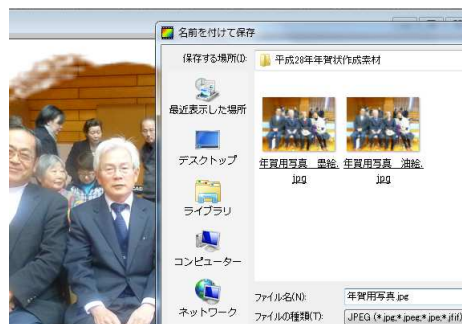 名前を付けて保存
保存する場所(I):
平成28年年賀状作成素材
最近表示した場所
デスクトップ
ライブラリ
コンピューター
ネットワーク
年賀用写真 墨絵.jpg
年賀用写真 油絵.jpg
ファイル名(N):
年賀用写真.jpg
ファイルの種類(T):
JPEG (*.jpg;*.jpeg;*.jpe;*.jfif)